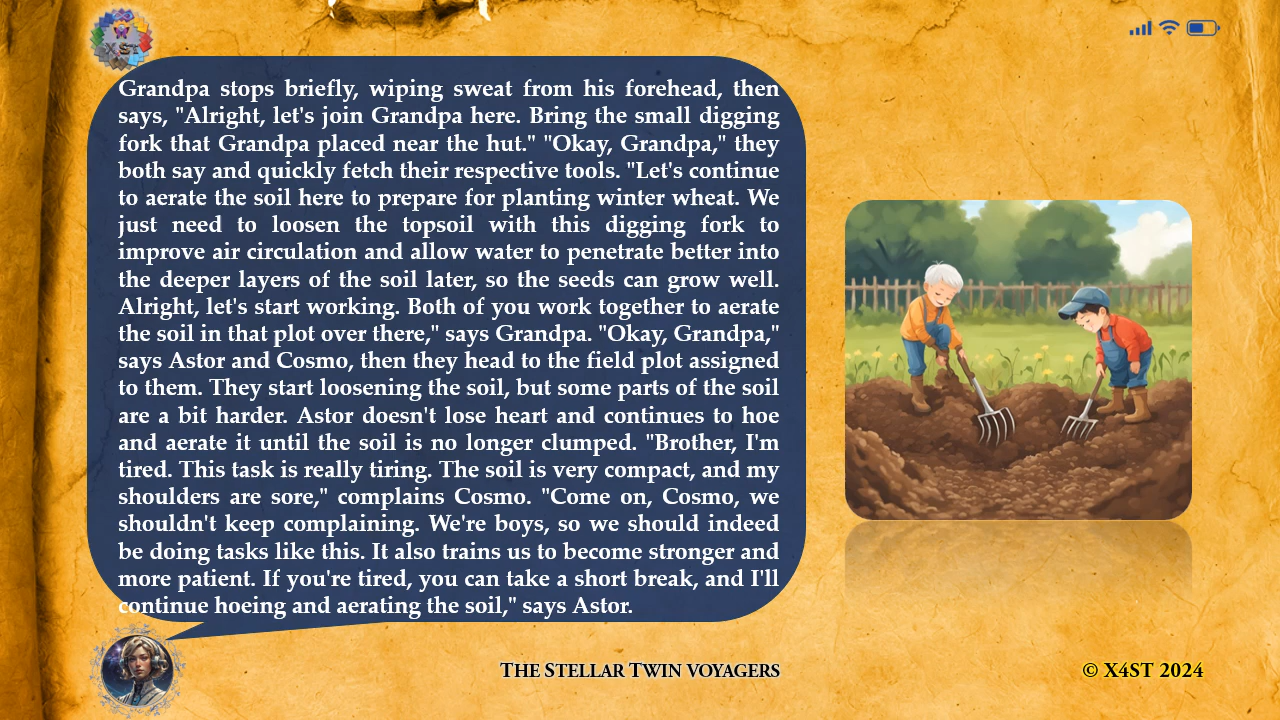 X4ST
Grandpa stops briefly, wiping sweat from his forehead, then
says, "Alright, let's join Grandpa here. Bring the small digging
fork that Grandpa placed near the hut." "Okay, Grandpa," they
both say and quickly fetch their respective tools. "Let's continue
to aerate the soil here to prepare for planting winter wheat. We
just need to loosen the topsoil with this digging fork to
improve air circulation and allow water to penetrate better into
the deeper layers of the soil later, so the seeds can grow well.
Alright, let's start working. Both of you work together to aerate
the soil in that plot over there," says Grandpa. "Okay, Grandpa,"
says Astor and Cosmo, then they head to the field plot assigned
to them. They start loosening the soil, but some parts of the soil
are a bit harder. Astor doesn't lose heart and continues to hoe
and aerate it until the soil is no longer clumped. "Brother, I'm
tired. This task is really tiring. The soil is very compact, and my
shoulders are sore," complains Cosmo. "Come on, Cosmo, we
shouldn't keep complaining. We're boys, so we should indeed
be doing tasks like this. It also trains us to become stronger and
more patient. If you're tired, you can take a short break, and I'll
continue hoeing and aerating the soil," says Astor.
THE STELLAR TWIN VOYAGERS
© X4ST 2024